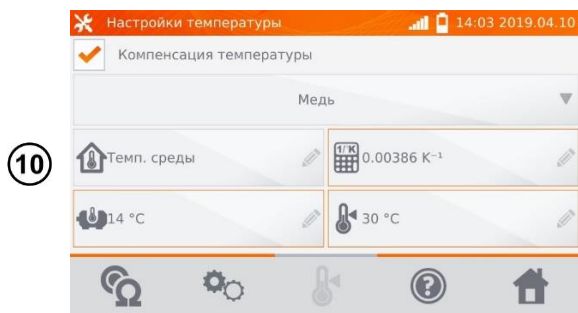 Настройки температуры 14:03 2019.04.10
Компенсация температуры
Медь
10
Темп. среды
1/°K 0.00386 K⁻¹
14 °C
30 °C